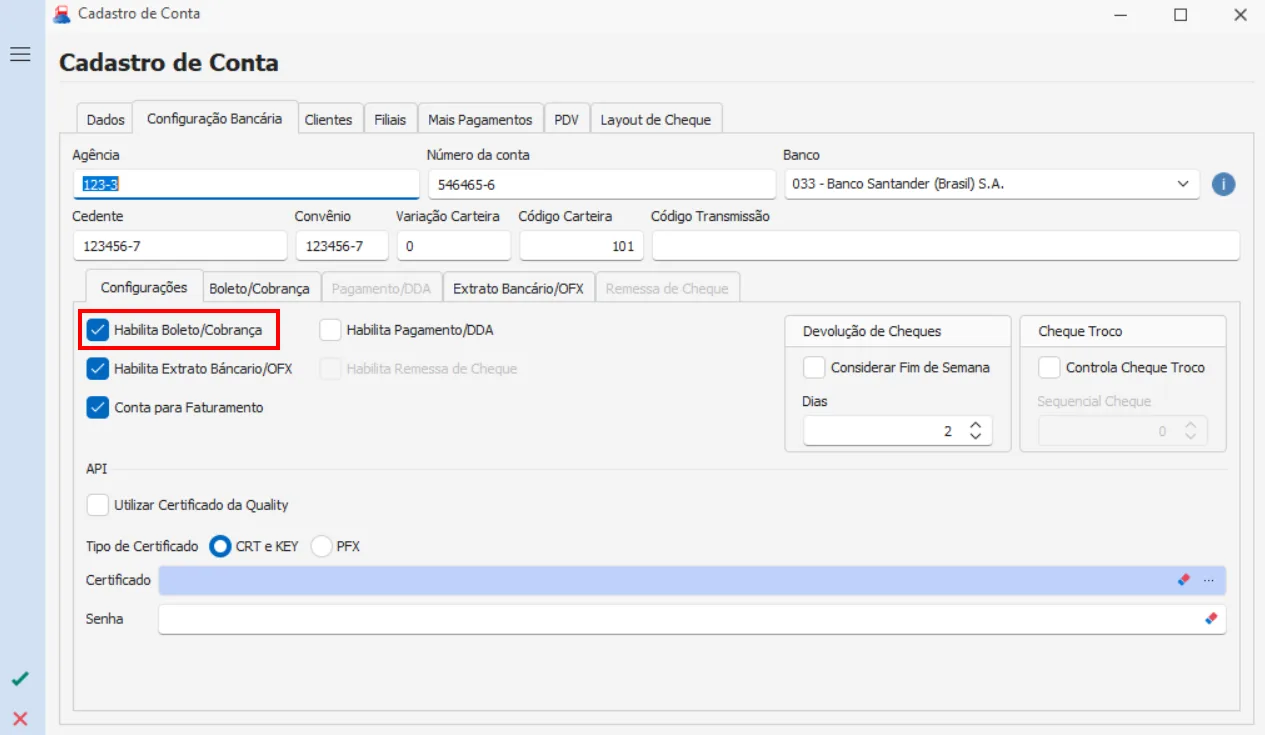 Cadastro de Conta
Cadastro de Conta
Dados Configuração Bancária Clientes Filiais Mais Pagamentos PDV Layout de Cheque
Agência Número da conta Banco
123-3 546465-6 033 - Banco Santander (Brasil) S.A.
Cedente Convênio Variação Carteira Código Carteira Código Transmissão
123456-7 123456-7 0 101
Configurações Boleto/Cobrança Pagamento/DDA Extrato Bancário/OFX Remessa de Cheque
Habilita Boleto/Cobrança Habilita Pagamento/DDA Devolução de Cheques Cheque Troco
Habilita Extrato Báncario/OFX Habilita Remessa de Cheque Considerar Fim de Semana Controla Cheque Troco
Conta para Faturamento Dias Sequencial Cheque
2 0
API
Utilizar Certificado da Quality
Tipo de Certificado CRT e KEY PFX
Certificado ...
Senha